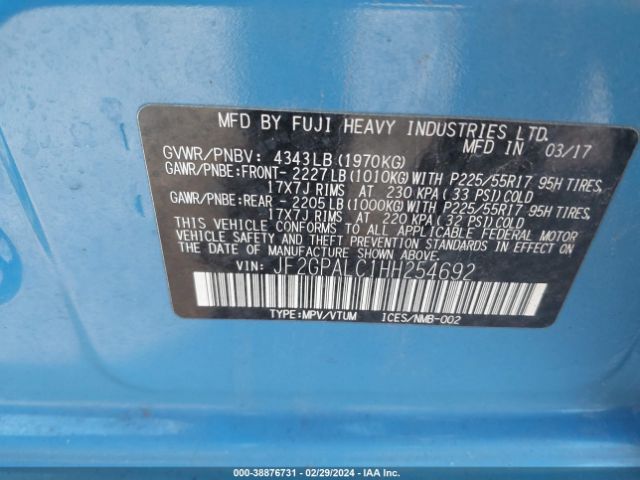 MFD BY FUJI HEAVY INDUSTRIES LTD.
GVWR/PNBV: 4343LB(1970KG) MFD IN 03/17
GAWR/PNBE:FRONT- 2227LB(1010KG)WITH P225/55R17 95H TIRES,
17X7J RIMS AT 230 KPA(33 PSI)COLD
GAWR/PNBE:REAR - 2205LB(1000KG)WITH P225/55R17 95H TIRES,
17X7J RIMS AT 220 KPA(32 PSI)COLD
THIS VEHICLE CONFORMS TO ALL APPLICABLE FEDERAL MOTOR
VEHICLE SAFETY AND THEFT PREVENTION STANDARDS IN EFFECT ON
THE DATE OF MANUFACTURE SHOWN ABOVE.
VIN: JF2GPALC1HH254692
TYPE:MPV/VTUM ICES/NMB-002
000-38876731 - 02/29/2024 - IAAI.COM